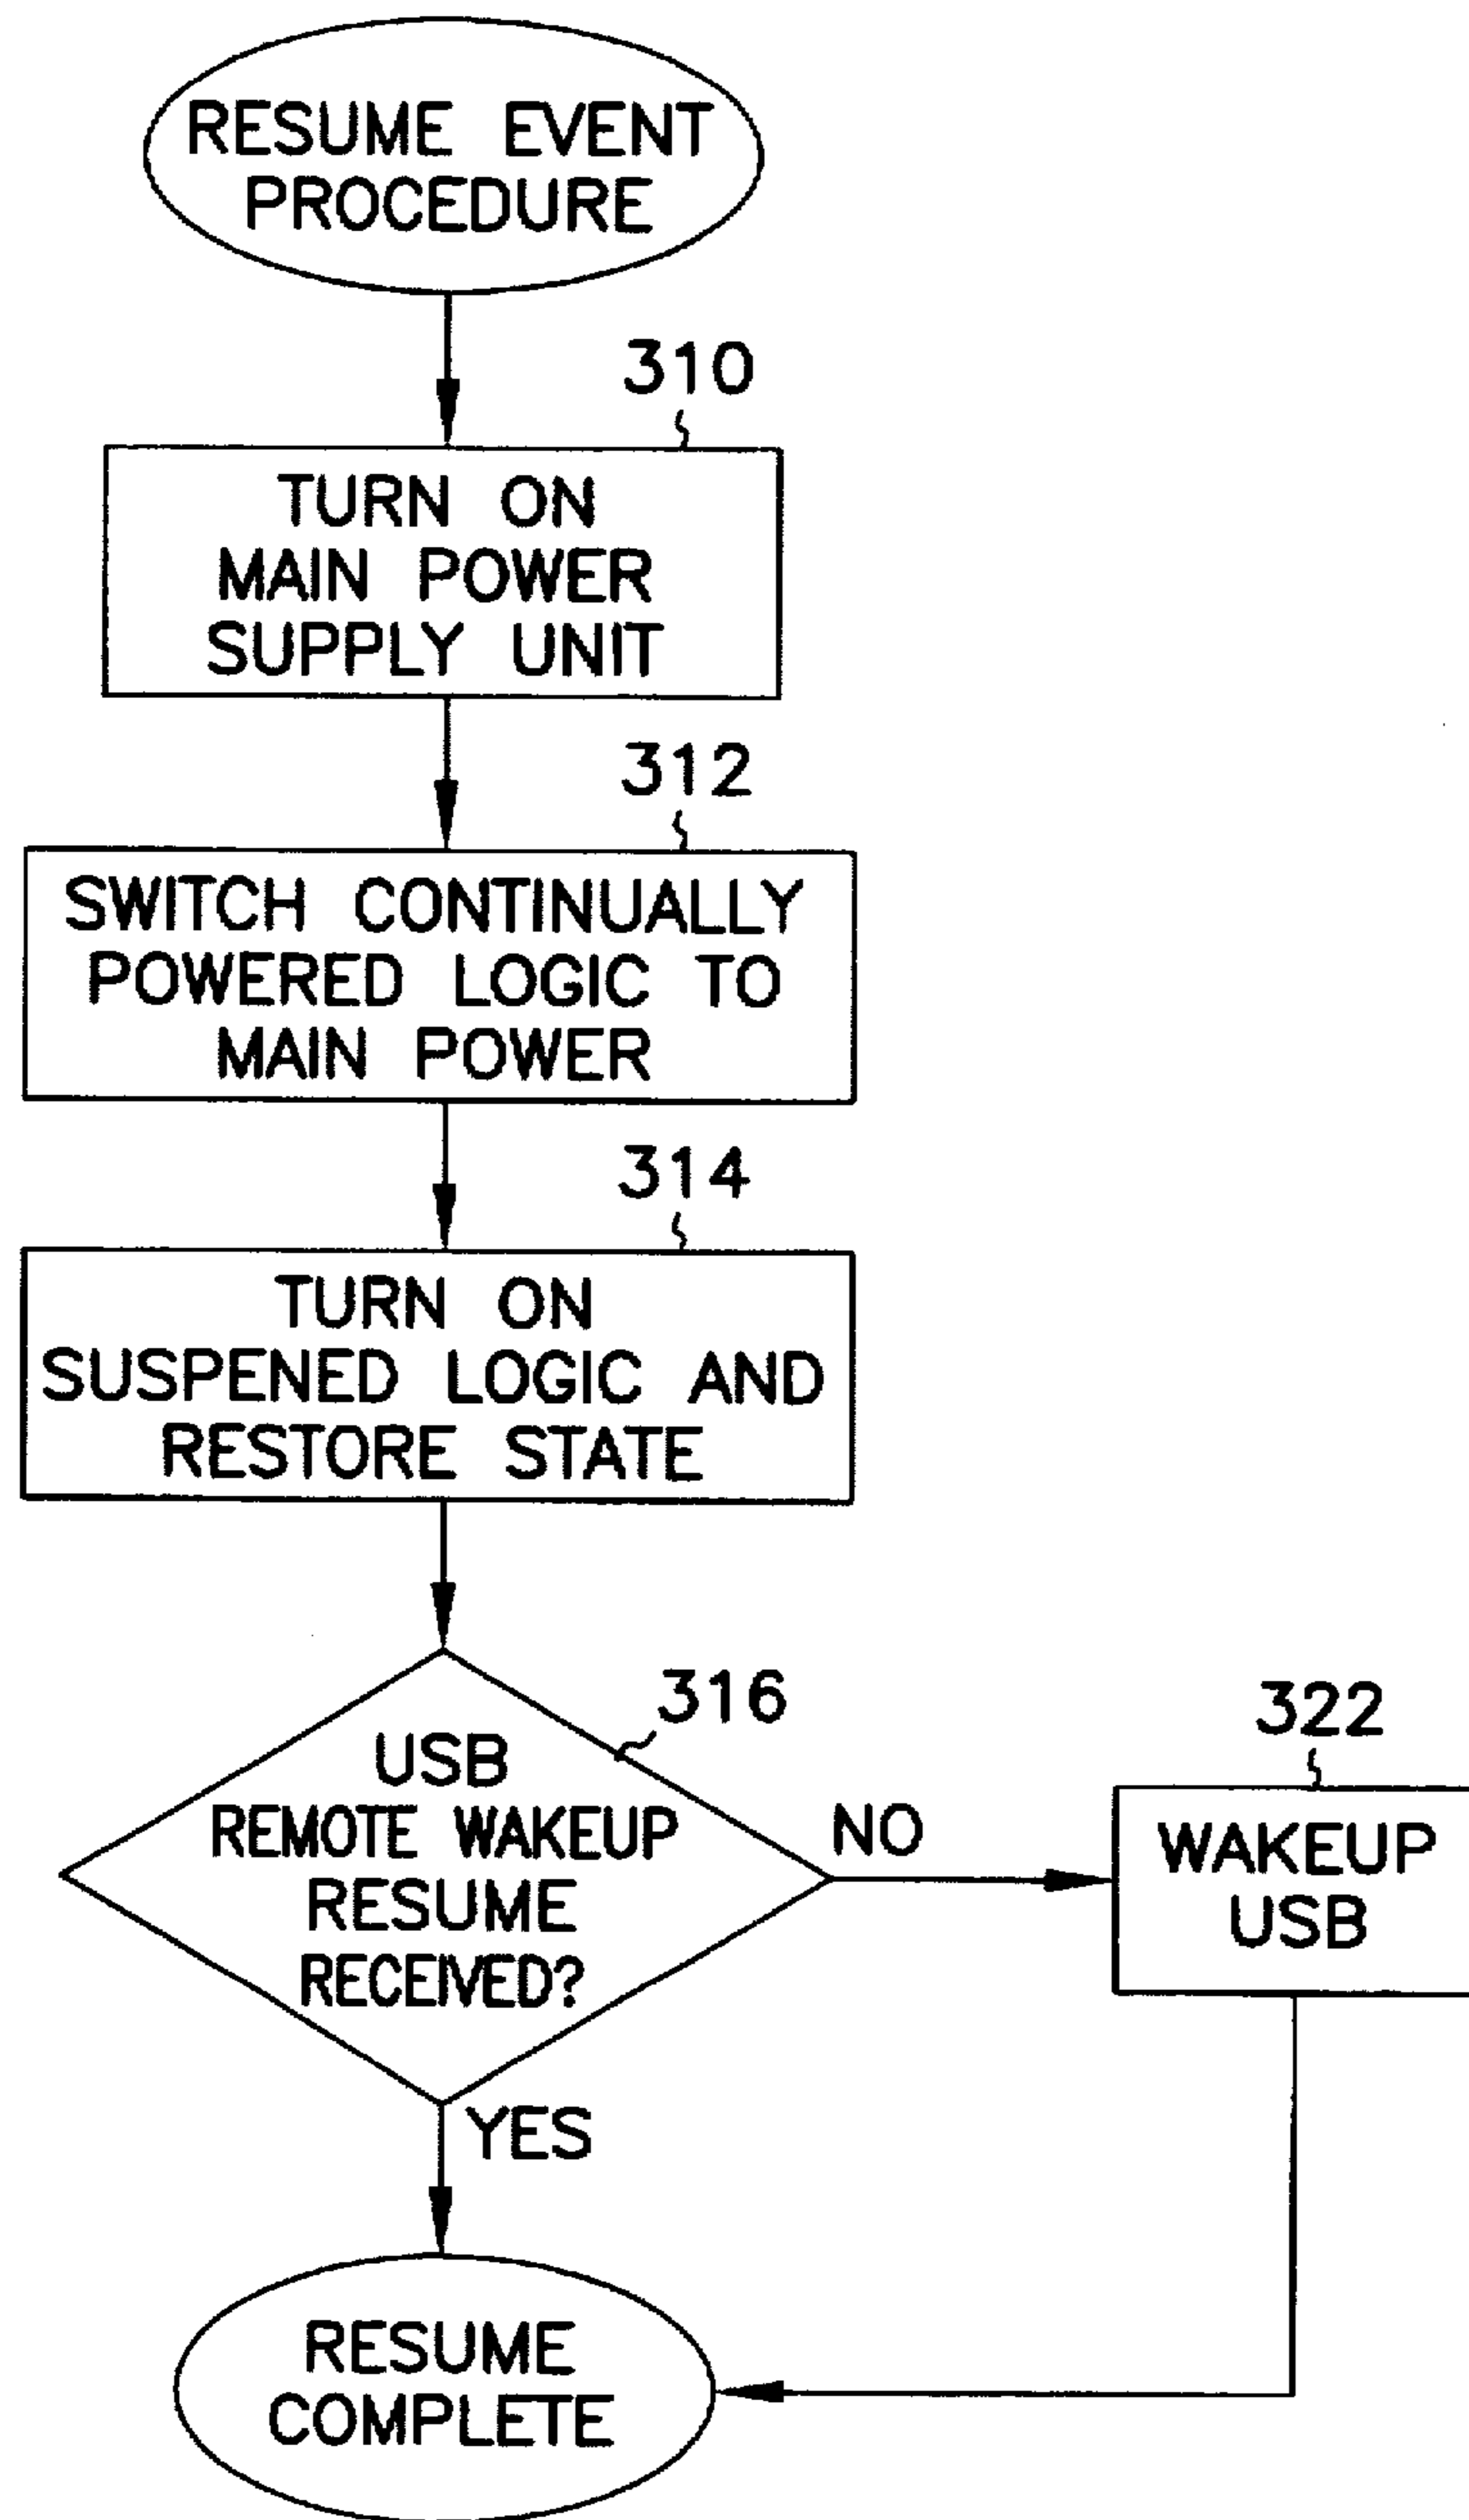 RESUME EVENT
PROCEDURE
310
TURN ON
MAIN POWER
SUPPLY UNIT
312
SWITCH CONTINUALLY
POWERED LOGIC TO
MAIN POWER
314
TURN ON
SUSPENED LOGIC AND
RESTORE STATE
316
USB
REMOTE WAKEUP
RESUME
RECEIVED?
NO
322
WAKEUP
USB
YES
RESUME
COMPLETE